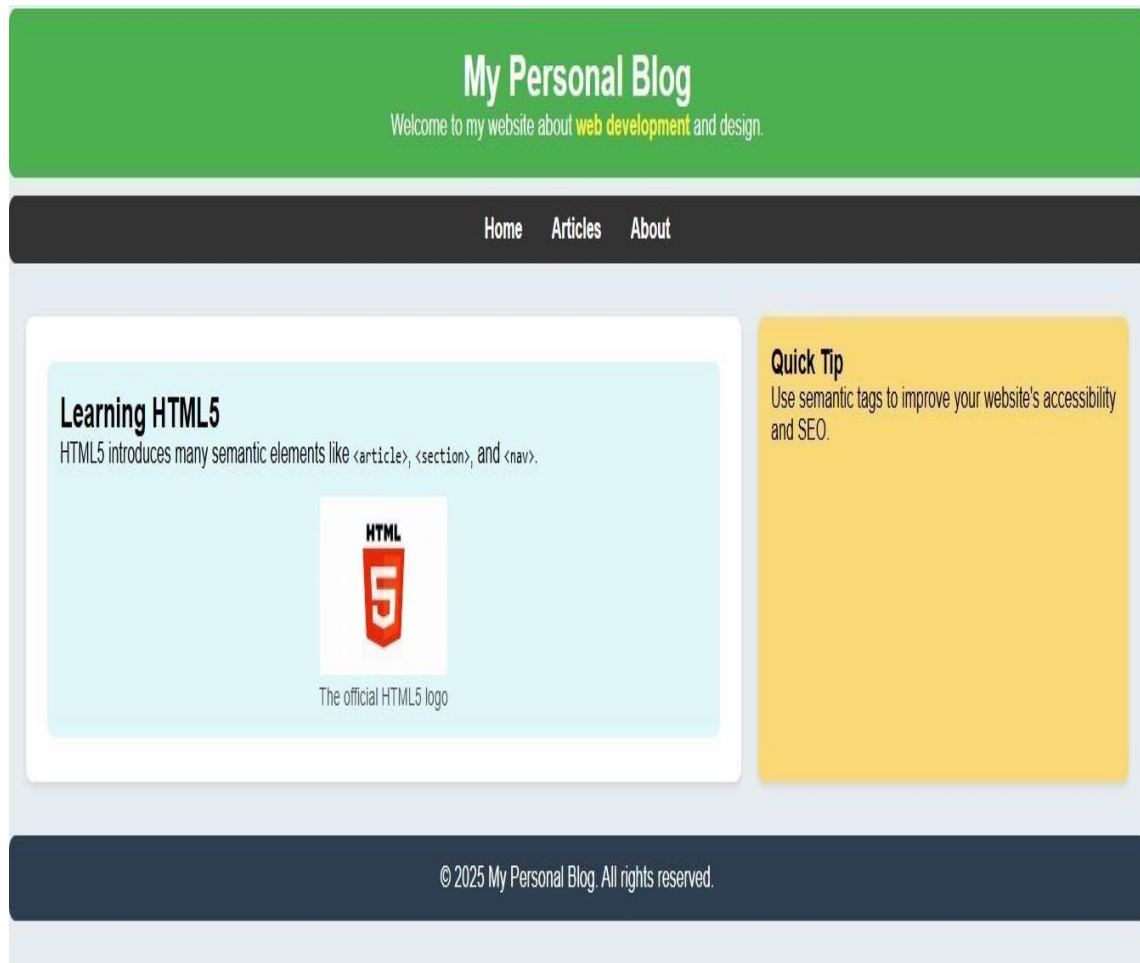 My Personal Blog
Welcome to my website about web development and design.
Home Articles About
Learning HTML5
HTML5 introduces many semantic elements like <article>, <section>, and <nav>.
HTML
5
The official HTML5 logo
Quick Tip
Use semantic tags to improve your website's accessibility
and SEO.
© 2025 My Personal Blog. All rights reserved.